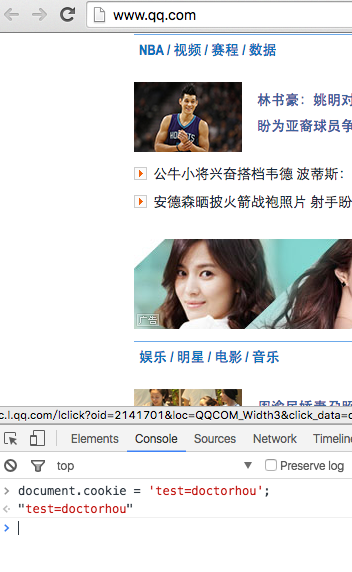 www.qq.com
NBA / 视频 / 赛程 / 数据
林书豪：姚明对
盼为亚裔球员争
公牛小将兴奋搭档韦德 波蒂斯：
安德森晒披火箭战袍照片 射手盼
广告
娱乐 / 明星 / 电影 / 音乐
c.l.qq.com/lclick?oid=2141701&loc=QQCOM_Width3&click_data=
Elements Console Sources Network Timeline
top Preserve log
document.cookie = 'test=doctorhou';
"test=doctorhou"